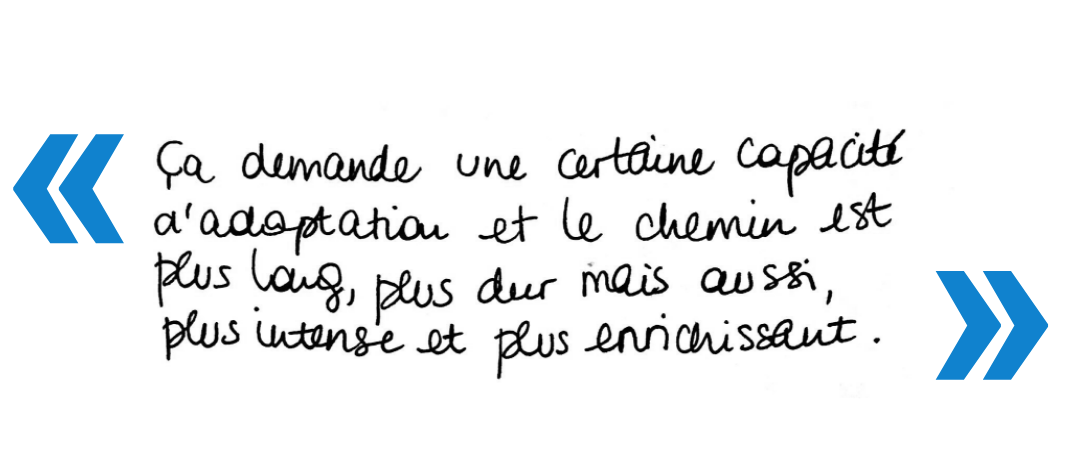 Ça demande une certaine capacité
d'adaptation et le chemin est
plus long, plus dur mais aussi,
plus intense et plus enrichissant.